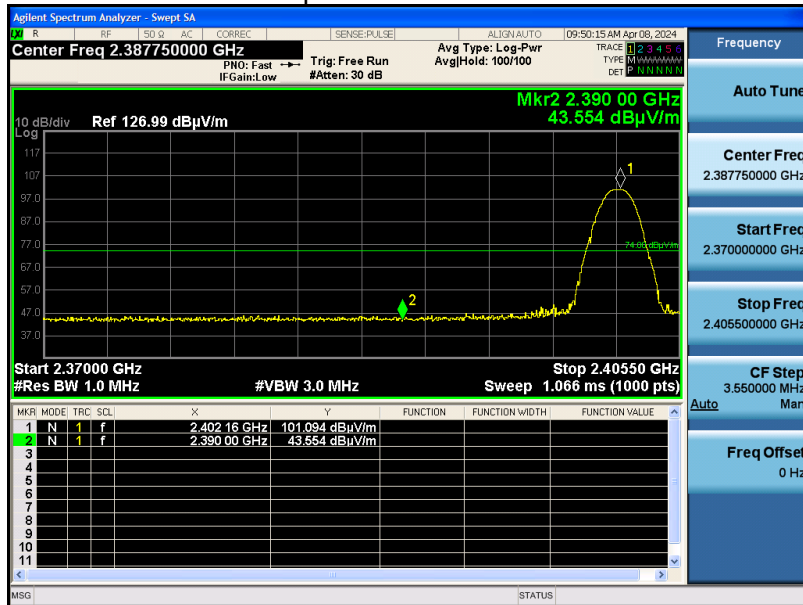 Agilent Spectrum Analyzer - Swept SA
LXI R RF 50 Ω AC CORREC SENSE:PULSE ALIGN AUTO 09:50:15 AM Apr 08, 2024
Center Freq 2.387750000 GHz
PNO: Fast
IFGain:Low
Trig: Free Run
#Atten: 30 dB
Avg Type: Log-Pwr
Avg|Hold: 100/100
TRACE 1 2 3 4 5 6
TYPE M
DET P N N N N N
Frequency
Auto Tune
Center Freq
2.387750000 GHz
Start Freq
2.370000000 GHz
Stop Freq
2.405500000 GHz
CF Step
3.550000 MHz
Auto Man
Freq Offset
0 Hz
Mkr2 2.390 00 GHz
43.554 dBµV/m
10 dB/div Ref 126.99 dBµV/m
Log
117
107
97.0
87.0
77.0
67.0
57.0
47.0
37.0
1
74.00 dBµV/m
2
Start 2.37000 GHz Stop 2.40550 GHz
#Res BW 1.0 MHz #VBW 3.0 MHz Sweep 1.066 ms (1000 pts)
MKR MODE TRC SCL X Y FUNCTION FUNCTION WIDTH FUNCTION VALUE
1 N 1 f 2.402 16 GHz 101.094 dBµV/m
2 N 1 f 2.390 00 GHz 43.554 dBµV/m
3
4
5
6
7
8
9
10
11
MSG STATUS